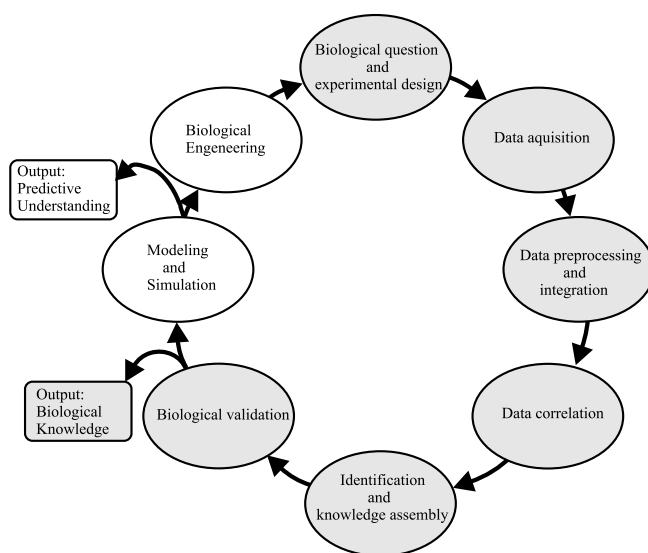 Biological question
and
experimental design
Data aquisition
Data preprocessing
and
integration
Data correlation
Identification
and
knowledge assembly
Biological validation
Output:
Biological
Knowledge
Modeling
and
Simulation
Output:
Predictive
Understanding
Biological
Engeneering